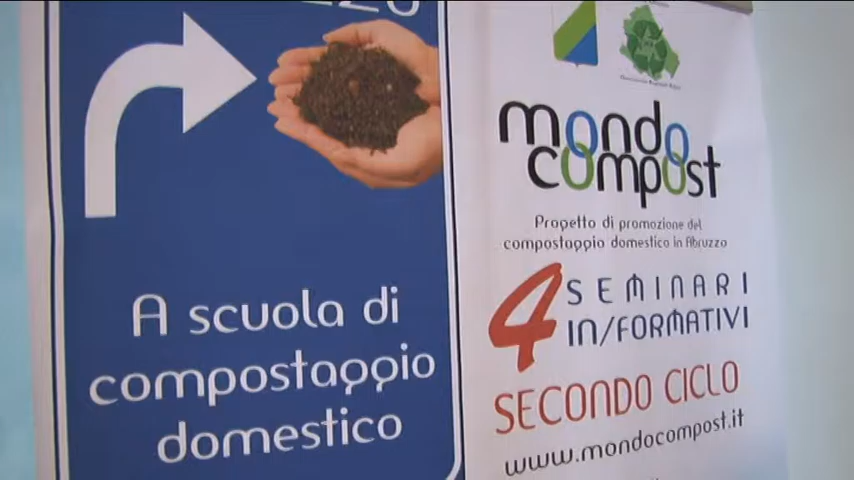 A scuola di
compostaggio
domestico
mondo
compost
Progetto di promozione del
compostaggio domestico in Abruzzo
4 SEMINARI
IN/FORMATIVI
SECONDO CICLO
www.mondocompost.it